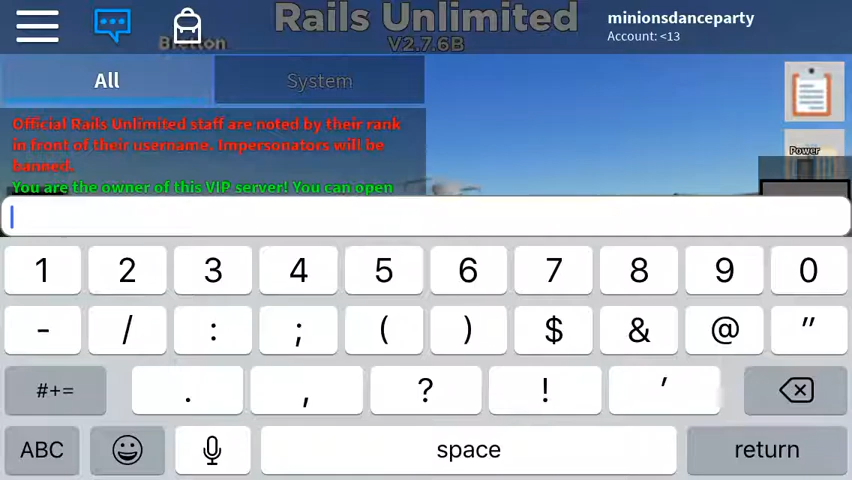 Rails Unlimited
V2.7.6B
Bretton
minionsdanceparty
Account: <13
All
System
Official Rails Unlimited staff are noted by their rank
in front of their username. Impersonators will be
banned.
You are the owner of this VIP server! You can open
Power
1 2 3 4 5 6 7 8 9 0
- / : ; ( ) $ & @ "
#+= . , ? ! '
ABC space return